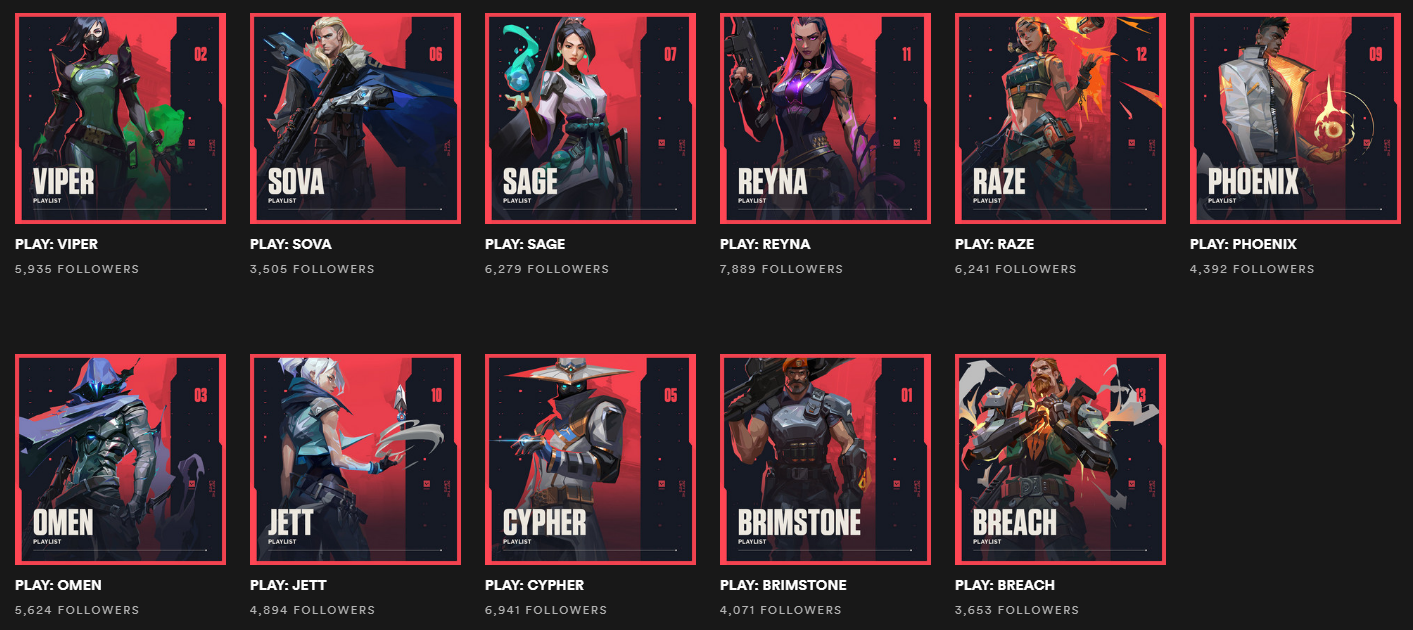 02
VIPER
PLAYLIST
PLAY: VIPER
5,935 FOLLOWERS
06
SOVA
PLAYLIST
PLAY: SOVA
3,505 FOLLOWERS
07
SAGE
PLAYLIST
PLAY: SAGE
6,279 FOLLOWERS
11
REYNA
PLAYLIST
PLAY: REYNA
7,889 FOLLOWERS
12
RAZE
PLAYLIST
PLAY: RAZE
6,241 FOLLOWERS
09
PHOENIX
PLAYLIST
PLAY: PHOENIX
4,392 FOLLOWERS
03
OMEN
PLAYLIST
PLAY: OMEN
5,624 FOLLOWERS
10
JETT
PLAYLIST
PLAY: JETT
4,894 FOLLOWERS
05
CYPHER
PLAYLIST
PLAY: CYPHER
6,941 FOLLOWERS
01
BRIMSTONE
PLAYLIST
PLAY: BRIMSTONE
4,071 FOLLOWERS
13
BREACH
PLAYLIST
PLAY: BREACH
3,653 FOLLOWERS